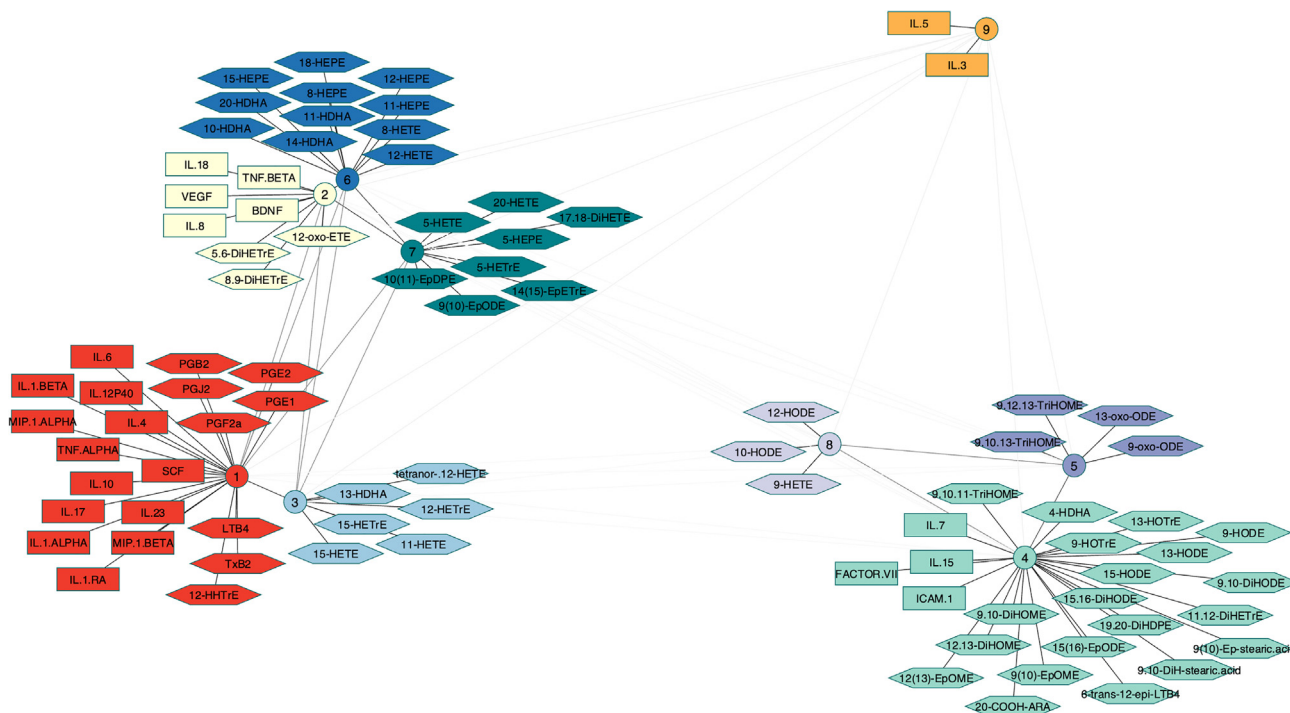 IL.5
9
IL.3
18-HEPE
15-HEPE
12-HEPE
8-HEPE
20-HDHA
11-HEPE
11-HDHA
10-HDHA
8-HETE
14-HDHA
12-HETE
6
IL.18
TNF.BETA
2
VEGF
BDNF
IL.8
12-oxo-ETE
5.6-DiHETrE
8.9-DiHETrE
20-HETE
5-HETE
17.18-DiHETE
5-HEPE
7
5-HETrE
10(11)-EpDPE
14(15)-EpETrE
9(10)-EpODE
IL.6
PGB2
PGE2
IL.1.BETA
IL.12P40
PGJ2
PGE1
MIP.1.ALPHA
IL.4
PGF2a
TNF.ALPHA
SCF
1
IL.10
IL.17
IL.23
LTB4
IL.1.ALPHA
MIP.1.BETA
TxB2
IL.1.RA
12-HHTrE
tetranor-.12-HETE
13-HDHA
3
12-HETrE
15-HETrE
15-HETE
11-HETE
12-HODE
8
10-HODE
9-HETE
9.12.13-TriHOME
13-oxo-ODE
9.10.13-TriHOME
9-oxo-ODE
5
9.10.11-TriHOME
4-HDHA
IL.7
13-HOTrE
9-HODE
9-HOTrE
13-HODE
4
IL.15
FACTOR.VII
15-HODE
9.10-DiHODE
ICAM.1
15.16-DiHODE
9.10-DiHOME
11.12-DiHETrE
19.20-DiHDPE
12.13-DiHOME
15(16)-EpODE
9(10)-Ep-stearic.acid
9.10-DiH-stearic.acid
12(13)-EpOME
9(10)-EpOME
6-trans-12-epi-LTB4
20-COOH-ARA